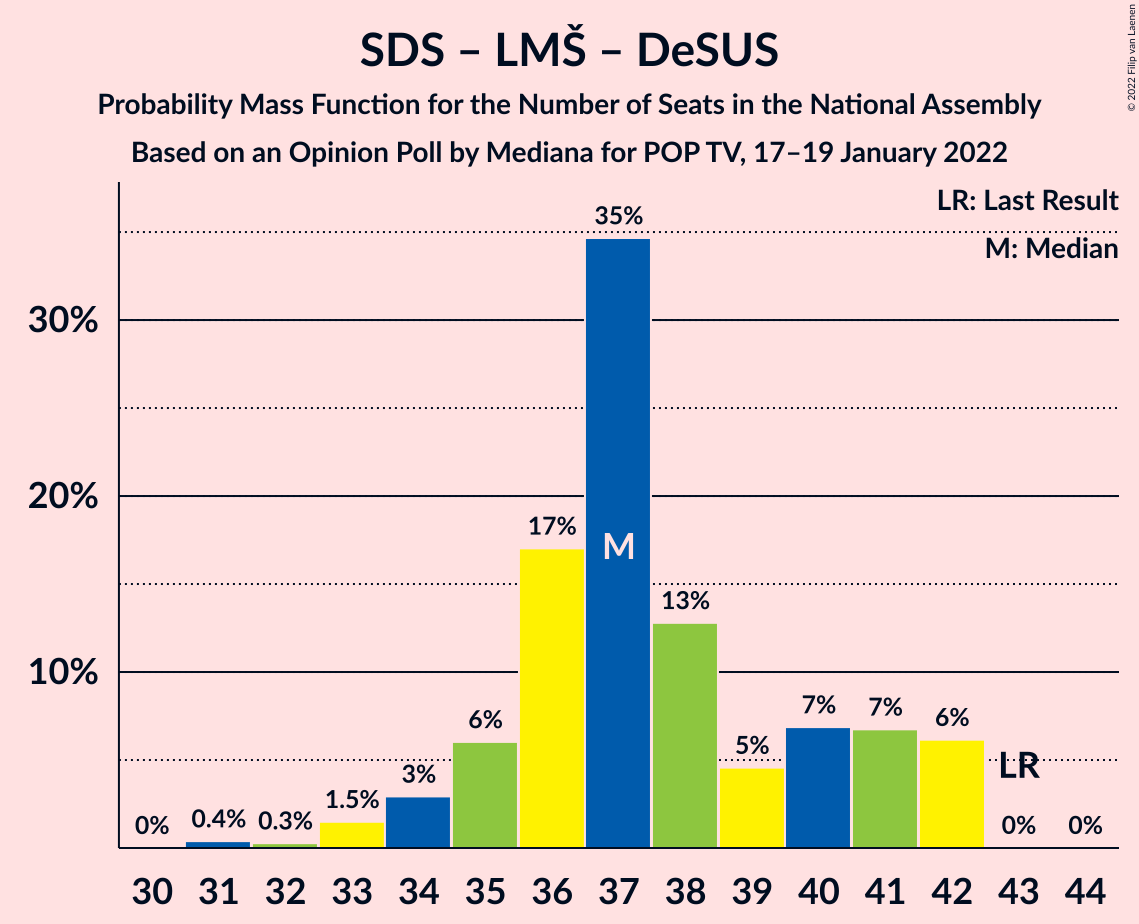 SDS – LMŠ – DeSUS
Probability Mass Function for the Number of Seats in the National Assembly
Based on an Opinion Poll by Mediana for POP TV, 17–19 January 2022
© 2022 Filip van Laenen
LR: Last Result
M: Median
30%
20%
10%
0%
0.4%
0.3%
1.5%
3%
6%
17%
35%
M
13%
5%
7%
7%
6%
LR
0%
0%
30 31 32 33 34 35 36 37 38 39 40 41 42 43 44